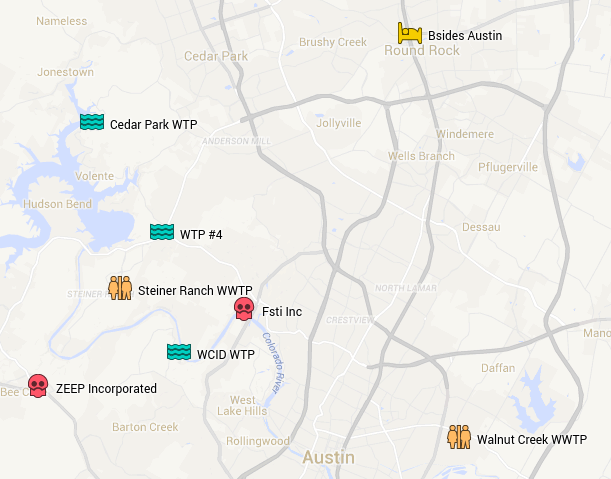 Nameless
Bsides Austin
Brushy Creek
Round Rock
Cedar Park
Jonestown
Cedar Park WTP
Jollyville
Windemere
ANDERSON MILL
Wells Branch
Pflugerville
Volente
Hudson Bend
WTP #4
Dessau
Steiner Ranch WWTP
NORTH LAMAR
Fsti Inc
CRESTVIEW
Mano
Colorado River
WCID WTP
Daffan
ZEEP Incorporated
Bee C
West
Lake Hills
Barton Creek
Rollingwood
Walnut Creek WWTP
Austin